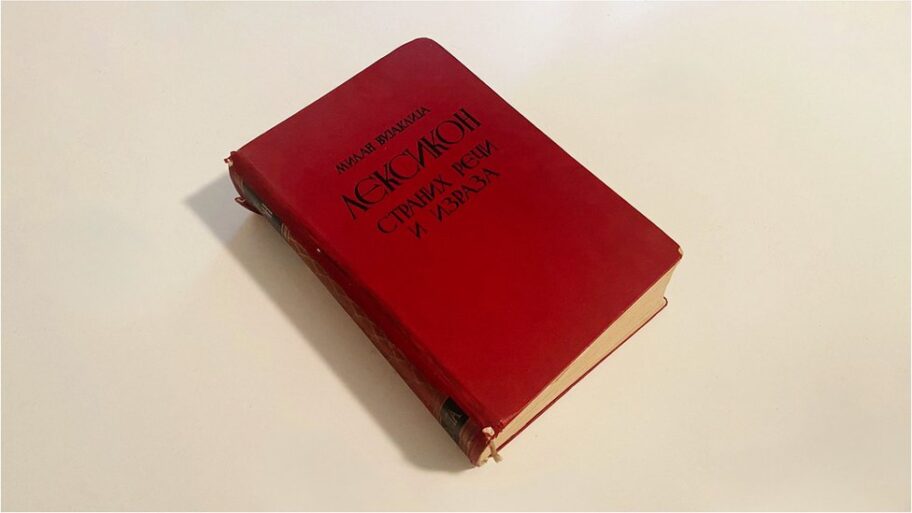 МИЛАН ВУЈАКЛИЈА
ЛЕКСИКОН
СТРАНИХ РЕЧИ
И ИЗРАЗА